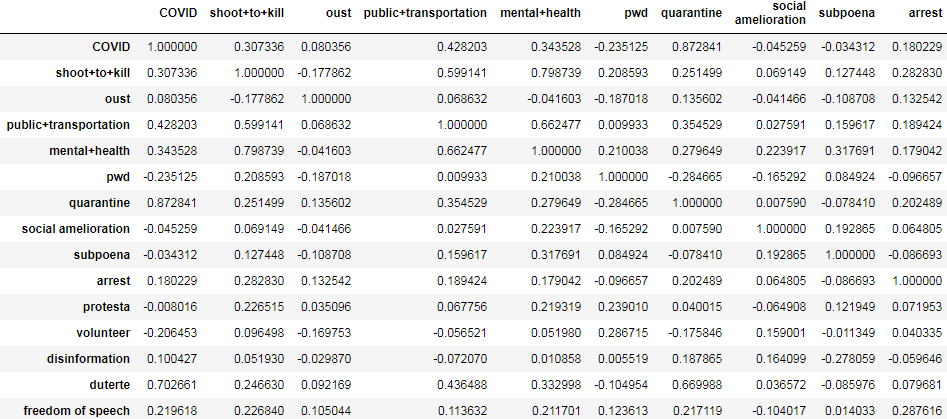 COVID shoot+to+kill oust public+transportation mental+health pwd quarantine social amelioration subpoena arrest
COVID 1.000000 0.307336 0.080356 0.428203 0.343528 -0.235125 0.872841 -0.045259 -0.034312 0.180229
shoot+to+kill 0.307336 1.000000 -0.177862 0.599141 0.798739 0.208593 0.251499 0.069149 0.127448 0.282830
oust 0.080356 -0.177862 1.000000 0.068632 -0.041603 -0.187018 0.135602 -0.041466 -0.108708 0.132542
public+transportation 0.428203 0.599141 0.068632 1.000000 0.662477 0.009933 0.354529 0.027591 0.159617 0.189424
mental+health 0.343528 0.798739 -0.041603 0.662477 1.000000 0.210038 0.279649 0.223917 0.317691 0.179042
pwd -0.235125 0.208593 -0.187018 0.009933 0.210038 1.000000 -0.284665 -0.165292 0.084924 -0.096657
quarantine 0.872841 0.251499 0.135602 0.354529 0.279649 -0.284665 1.000000 0.007590 -0.078410 0.202489
social amelioration -0.045259 0.069149 -0.041466 0.027591 0.223917 -0.165292 0.007590 1.000000 0.192865 0.064805
subpoena -0.034312 0.127448 -0.108708 0.159617 0.317691 0.084924 -0.078410 0.192865 1.000000 -0.086693
arrest 0.180229 0.282830 0.132542 0.189424 0.179042 -0.096657 0.202489 0.064805 -0.086693 1.000000
protesta -0.008016 0.226515 0.035096 0.067756 0.219319 0.239010 0.040015 -0.064908 0.121949 0.071953
volunteer -0.206453 0.096498 -0.169753 -0.056521 0.051980 0.286715 -0.175846 0.159001 -0.011349 0.040335
disinformation 0.100427 0.051930 -0.029870 -0.072070 0.010858 0.005519 0.187865 0.164099 -0.278059 -0.059646
duterte 0.702661 0.246630 0.092169 0.436488 0.332998 -0.104954 0.669988 0.036572 -0.085976 0.079681
freedom of speech 0.219618 0.226840 0.105044 0.113632 0.211701 0.123613 0.217119 -0.104017 0.014033 0.287616